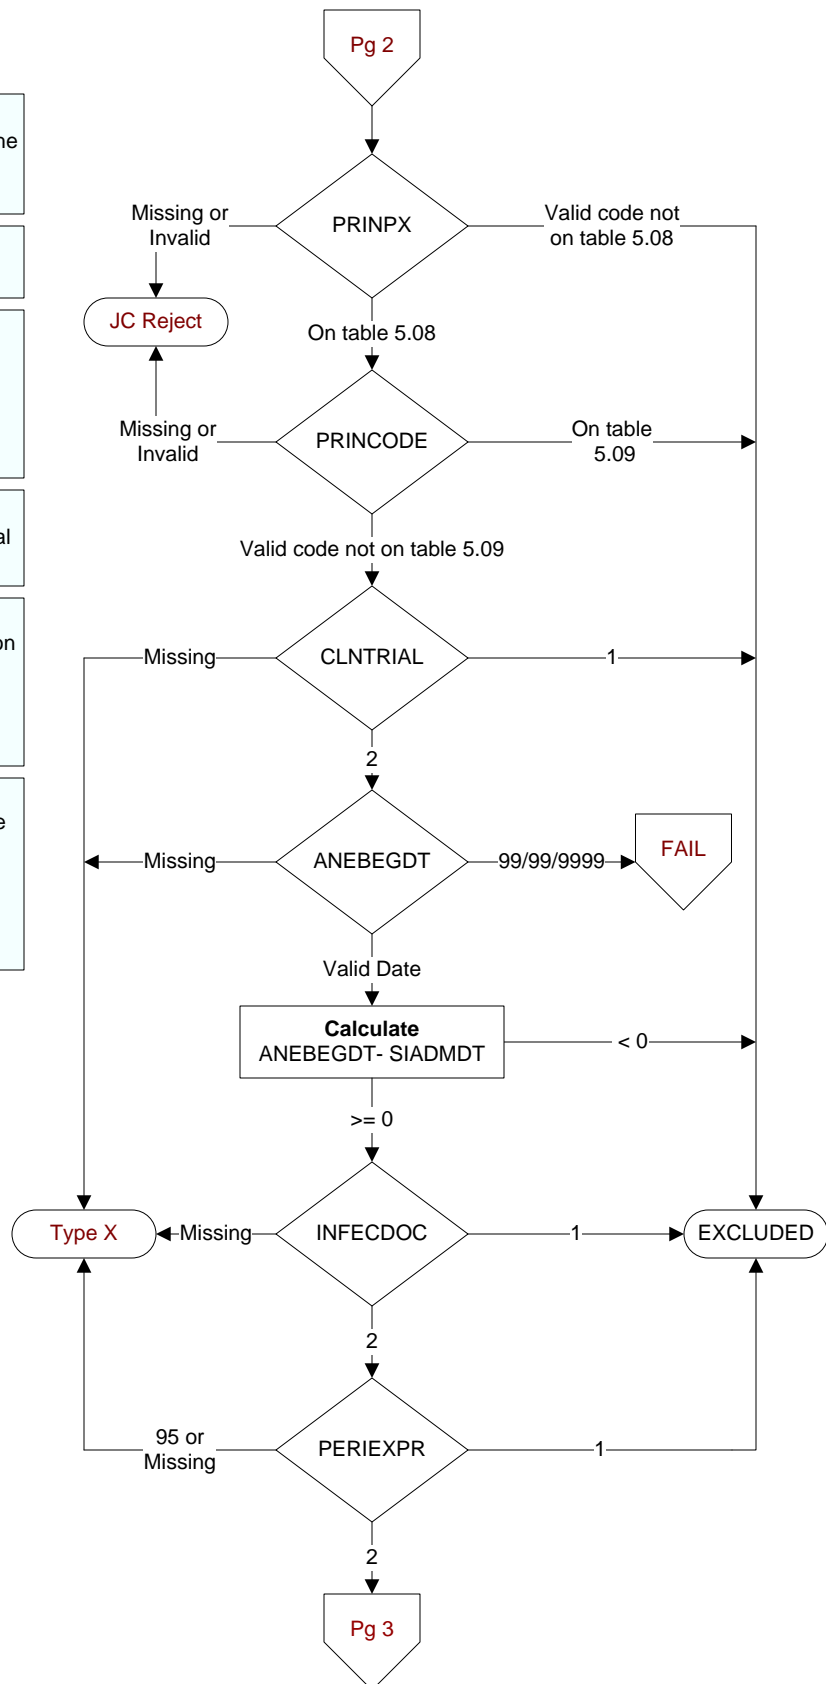 Pg 2
ne
PRINPX
Missing or
Invalid
Valid code not
on table 5.08
JC Reject
On table 5.08
PRINCODE
Missing or
Invalid
On table
5.09
al
Valid code not on table 5.09
on
CLNTRIAL
Missing
1
2
e
ANEBEGDT
Missing
99/99/9999
FAIL
Valid Date
Calculate
ANEBEGDT- SIADMDT
< 0
>= 0
INFECDOC
Type X
Missing
1
EXCLUDED
2
PERIEXPR
95 or
Missing
1
2
Pg 3